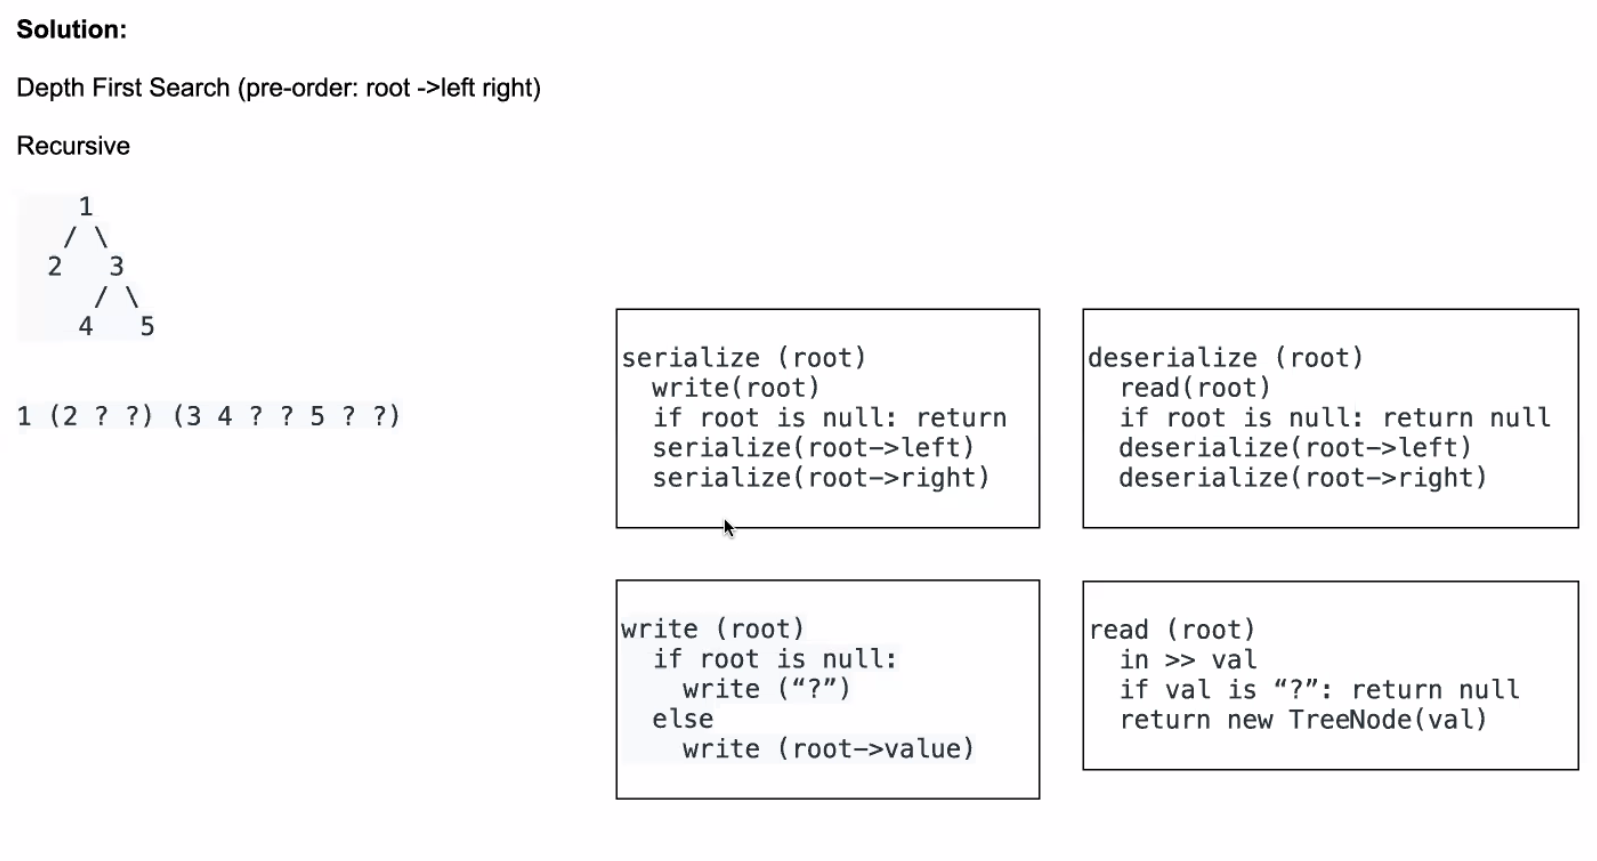 Solution:
Depth First Search (pre-order: root ->left right)
Recursive
1
/ \
2 3
/ \
4 5
1 (2 ? ?) (3 4 ? ? 5 ? ?)
serialize (root)
write(root)
if root is null: return
serialize(root->left)
serialize(root->right)
deserialize (root)
read(root)
if root is null: return null
deserialize(root->left)
deserialize(root->right)
write (root)
if root is null:
write (“?”)
else
write (root->value)
read (root)
in >> val
if val is “?”: return null
return new TreeNode(val)